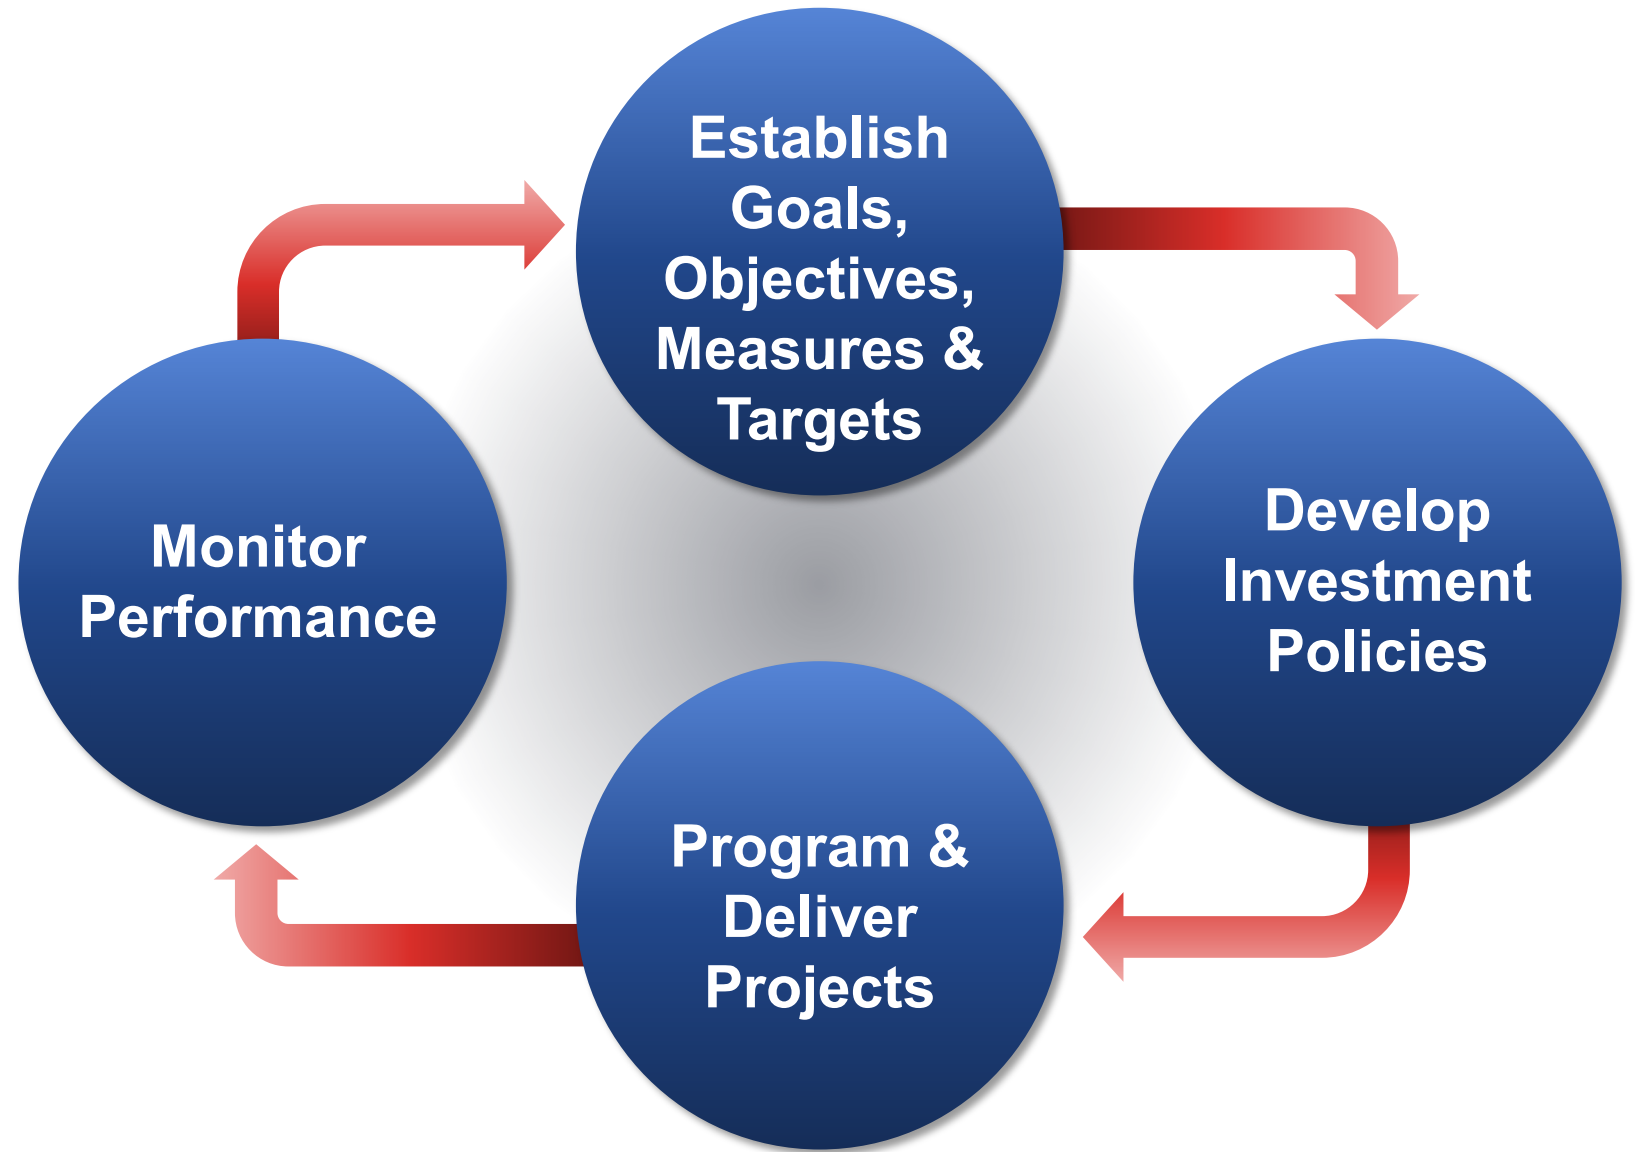 Establish
Goals,
Objectives,
Measures &
Targets
Develop
Investment
Policies
Program &
Deliver
Projects
Monitor
Performance